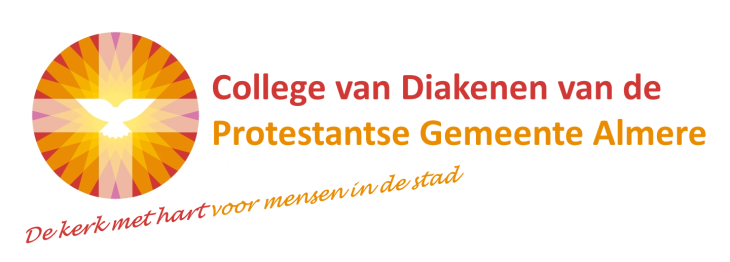 College van Diakenen van de
Protestantse Gemeente Almere
De kerk met hart voor mensen in de stad